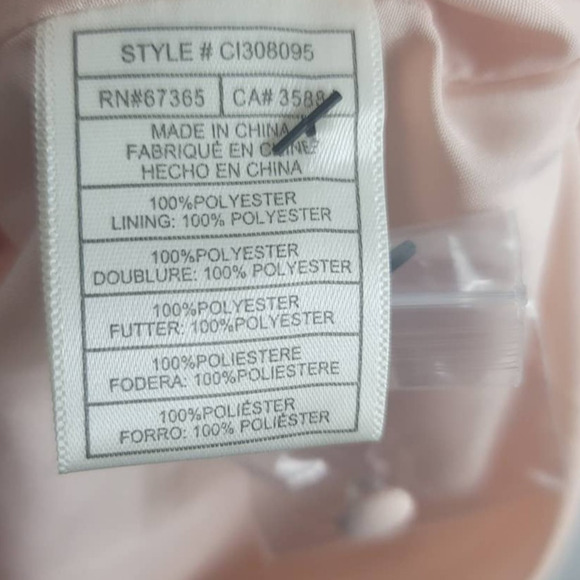 STYLE # CI308095
RN#67365 CA# 3588
MADE IN CHINA
FABRIQUÉ EN CHINE
HECHO EN CHINA
100%POLYESTER
LINING: 100% POLYESTER
100%POLYESTER
DOUBLURE: 100% POLYESTER
100%POLYESTER
FUTTER: 100%POLYESTER
100%POLIESTERE
FODERA: 100%POLIESTERE
100%POLIÉSTER
FORRO: 100% POLIÉSTER